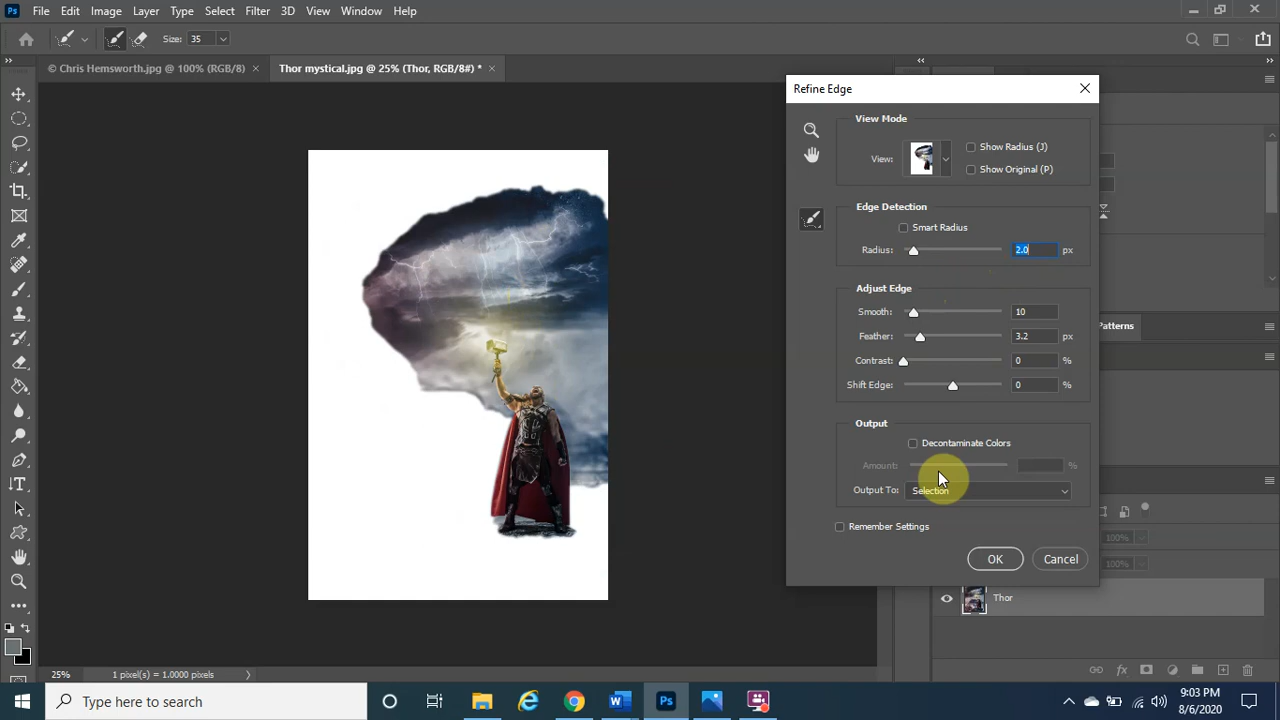 Ps File Edit Image Layer Type Select Filter 3D View Window Help
Size: 35
© Chris Hemsworth.jpg @ 100% (RGB/8) × Thor mystical.jpg @ 25% (Thor, RGB/8#) * ×
Refine Edge
View Mode
View:
Show Radius (J)
Show Original (P)
Edge Detection
Smart Radius
Radius: 2.0 px
Adjust Edge
Smooth: 10
Feather: 3.2 px
Contrast: 0 %
Shift Edge: 0 %
Output
Decontaminate Colors
Amount: %
Output To: Selection
Remember Settings
OK Cancel
Patterns
100%
100%
Thor
25% 1 pixel(s) = 1.0000 pixels
Type here to search
9:03 PM
8/6/2020